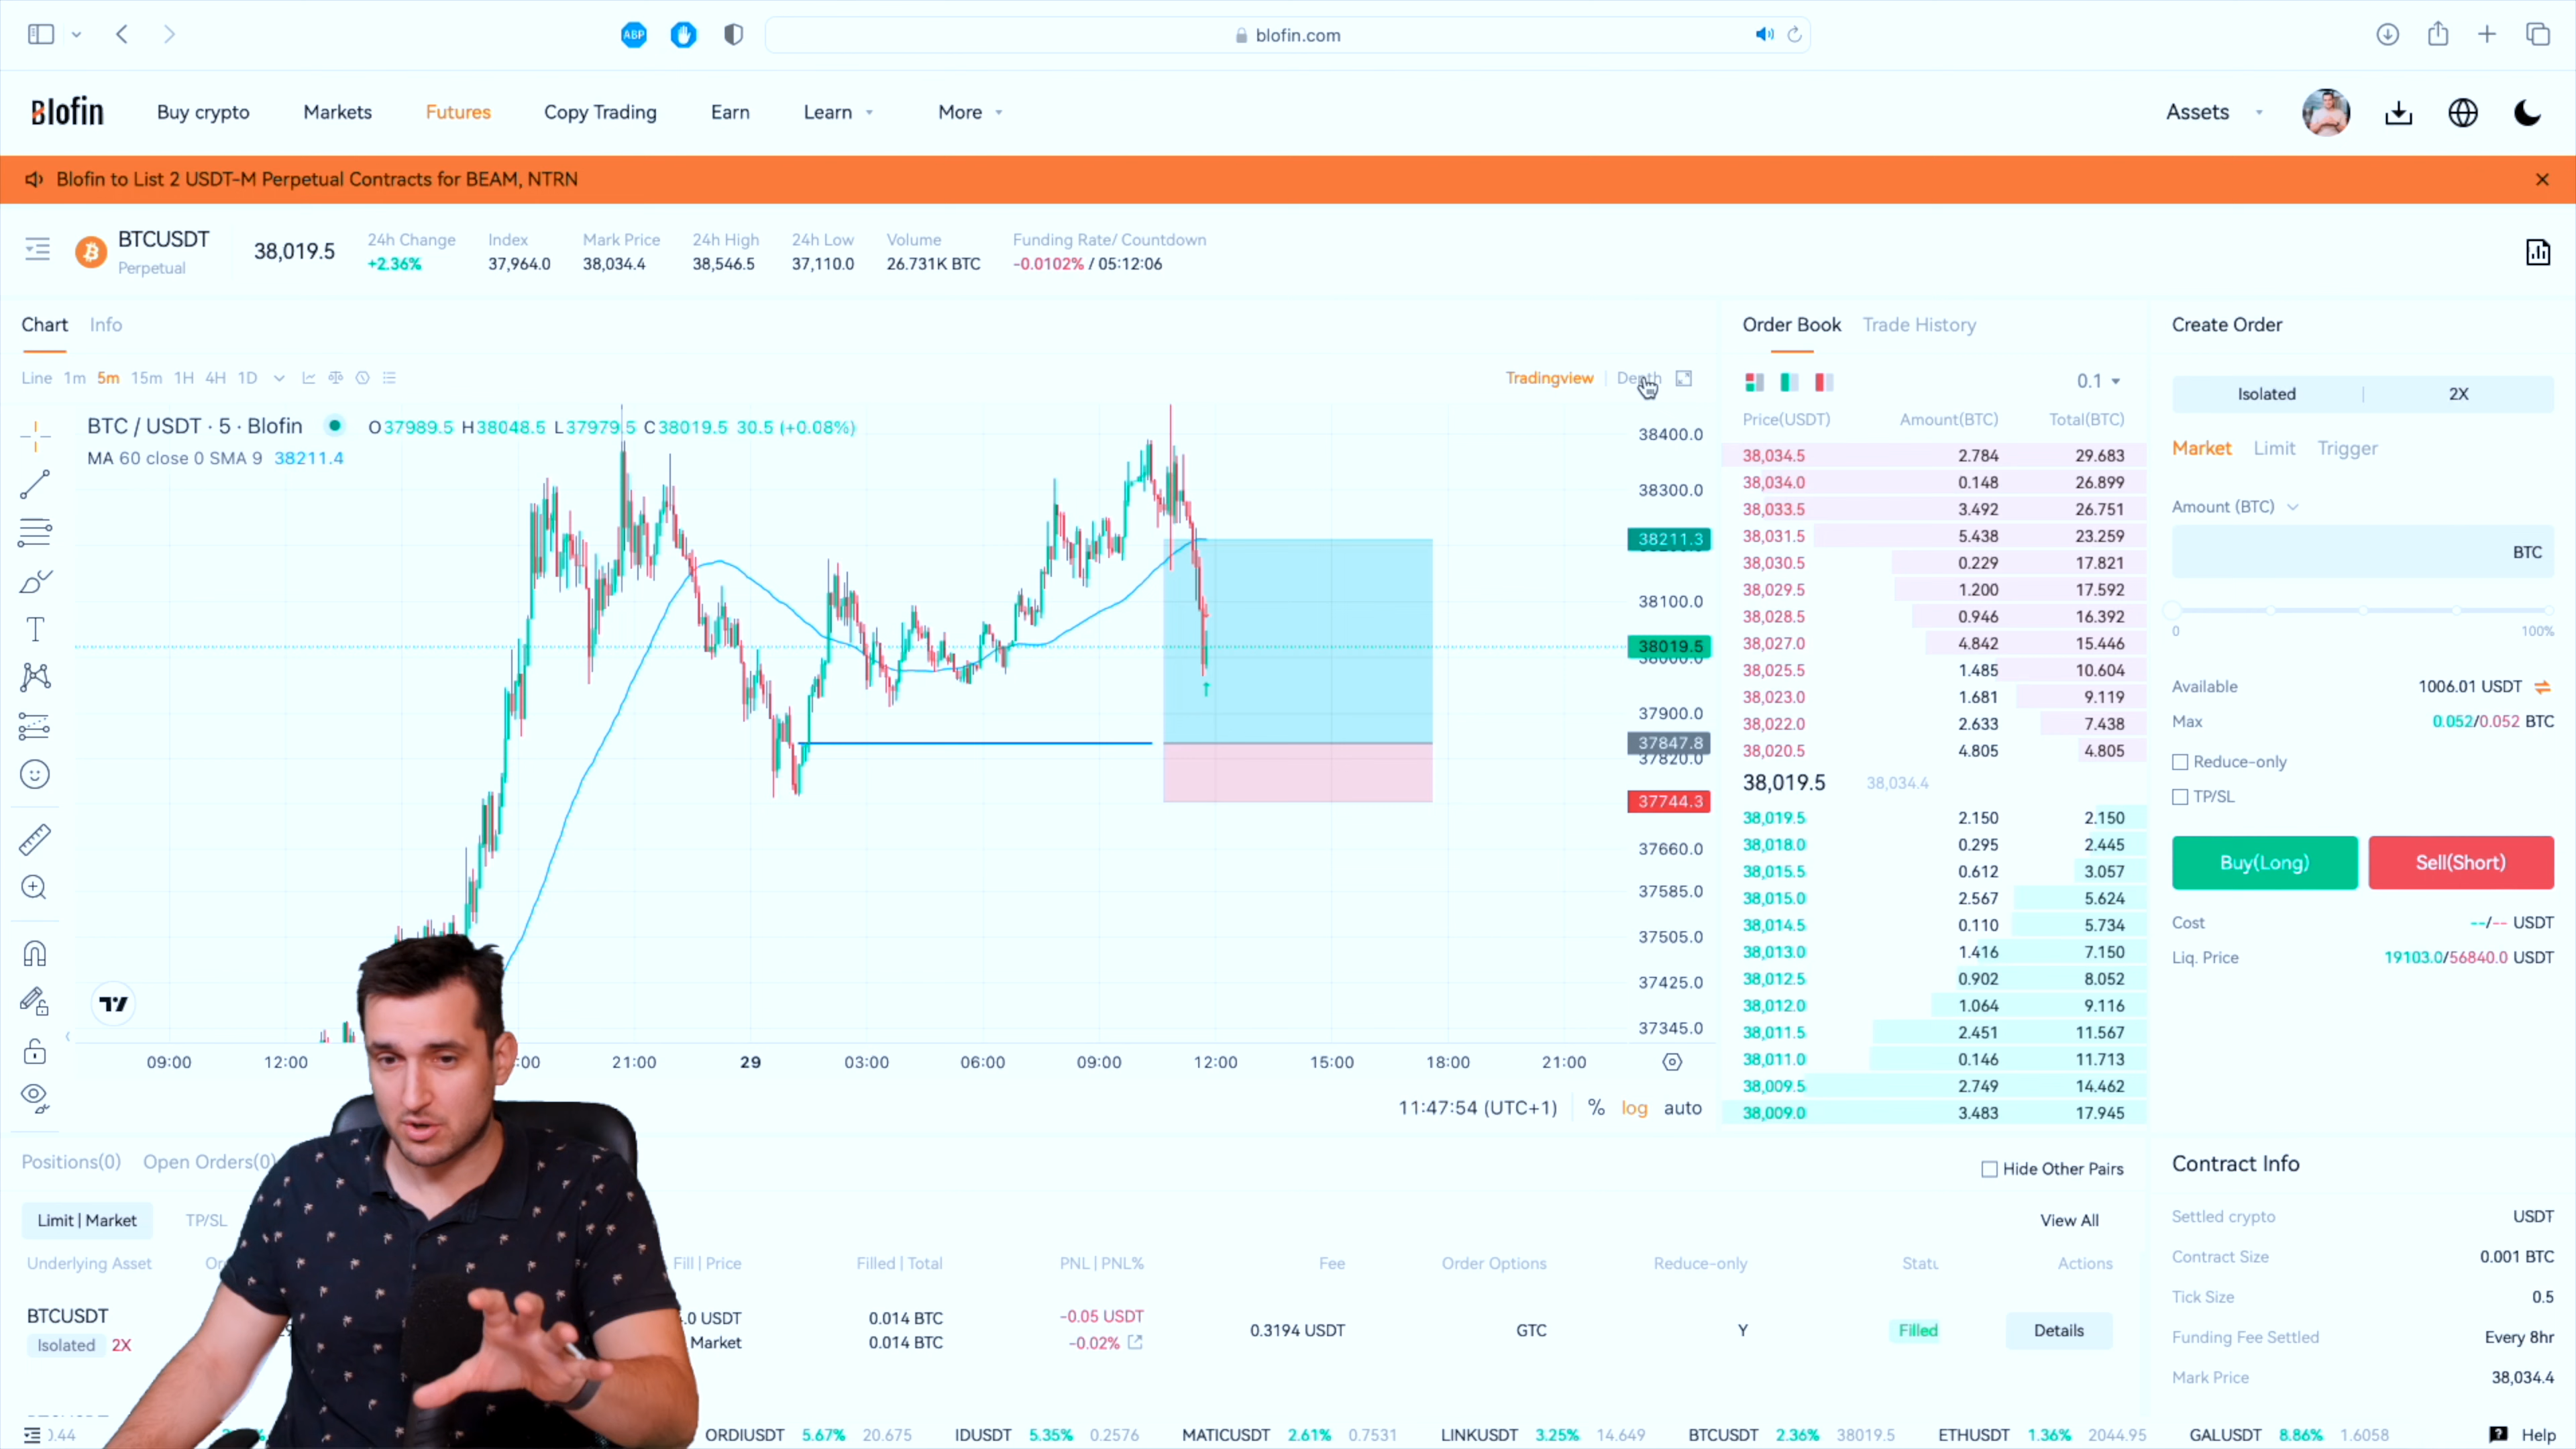 ABP
blofin.com
Blofin
Buy crypto
Markets
Futures
Copy Trading
Earn
Learn
More
Assets
Blofin to List 2 USDT-M Perpetual Contracts for BEAM, NTRN
BTCUSDT
Perpetual
38,019.5
24h Change
+2.36%
Index
37,964.0
Mark Price
38,034.4
24h High
38,546.5
24h Low
37,110.0
Volume
26.731K BTC
Funding Rate/ Countdown
-0.0102% / 05:12:06
Chart Info
Line 1m 5m 15m 1H 4H 1D
Tradingview | Depth
BTC / USDT · 5 · Blofin
O37989.5 H38048.5 L37979.5 C38019.5 30.5 (+0.08%)
MA 60 close 0 SMA 9 38211.4
38400.0
38300.0
38211.3
38100.0
38019.5
38000.0
37900.0
37847.8
37820.0
37744.3
37660.0
37585.0
37505.0
37425.0
37345.0
09:00 12:00 :00 21:00 29 03:00 06:00 09:00 12:00 15:00 18:00 21:00
11:47:54 (UTC+1) % log auto
Order Book Trade History
0.1
Price(USDT) Amount(BTC) Total(BTC)
38,034.5 2.784 29.683
38,034.0 0.148 26.899
38,033.5 3.492 26.751
38,031.5 5.438 23.259
38,030.5 0.229 17.821
38,029.5 1.200 17.592
38,028.5 0.946 16.392
38,027.0 4.842 15.446
38,025.5 1.485 10.604
38,023.0 1.681 9.119
38,022.0 2.633 7.438
38,020.5 4.805 4.805
38,019.5 38,034.4
38,019.5 2.150 2.150
38,018.0 0.295 2.445
38,015.5 0.612 3.057
38,015.0 2.567 5.624
38,014.5 0.110 5.734
38,013.0 1.416 7.150
38,012.5 0.902 8.052
38,012.0 1.064 9.116
38,011.5 2.451 11.567
38,011.0 0.146 11.713
38,009.5 2.749 14.462
38,009.0 3.483 17.945
Create Order
Isolated | 2X
Market Limit Trigger
Amount (BTC)
BTC
0 100%
Available 1006.01 USDT
Max 0.052/0.052 BTC
Reduce-only
TP/SL
Buy(Long) Sell(Short)
Cost --/-- USDT
Liq. Price 19103.0/56840.0 USDT
Positions(0) Open Orders(0)
Hide Other Pairs
Limit | Market TP/SL
View All
Underlying Asset Or Fill | Price Filled | Total PNL | PNL% Fee Order Options Reduce-only Statu Actions
BTCUSDT
Isolated 2X
.0 USDT
Market
0.014 BTC
0.014 BTC
-0.05 USDT
-0.02%
0.3194 USDT
GTC
Y
Filled
Details
Contract Info
Settled crypto USDT
Contract Size 0.001 BTC
Tick Size 0.5
Funding Fee Settled Every 8hr
Mark Price 38,034.4
0.44 ORDIUSDT 5.67% 20.675 IDUSDT 5.35% 0.2576 MATICUSDT 2.61% 0.7531 LINKUSDT 3.25% 14.649 BTCUSDT 2.36% 38019.5 ETHUSDT 1.36% 2044.95 GALUSDT 8.86% 1.6058 Help